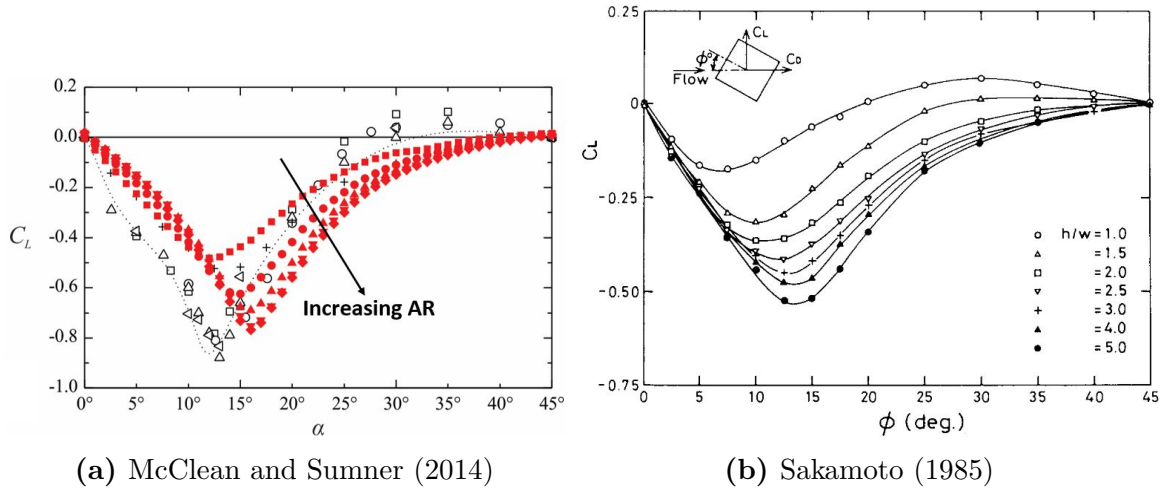 0.2
0.0
-0.2
-0.4
-0.6
-0.8
-1.0
C_L
0° 5° 10° 15° 20° 25° 30° 35° 40° 45°
α
Increasing AR
(a) McClean and Sumner (2014)
0.25
0
-0.25
-0.50
-0.75
CL
CL
CD
φ°
Flow
h/w = 1.0
= 1.5
= 2.0
= 2.5
= 3.0
= 4.0
= 5.0
0 5 10 15 20 25 30 35 40 45
φ (deg.)
(b) Sakamoto (1985)